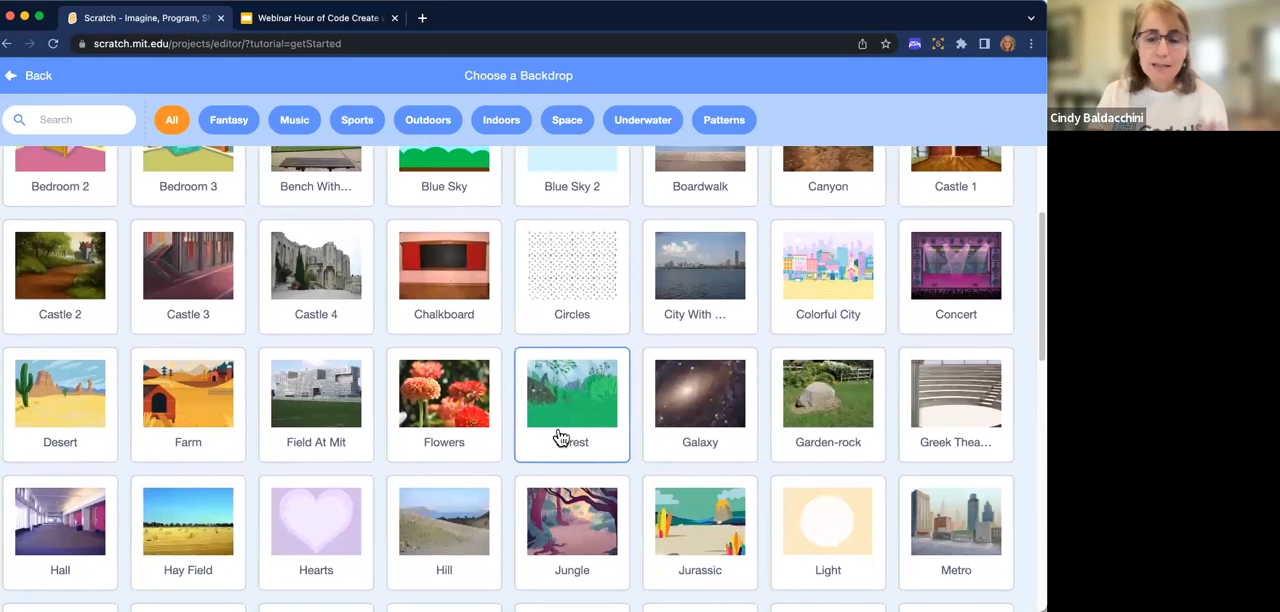 Scratch - Imagine, Program, S
Webinar Hour of Code Create
scratch.mit.edu/projects/editor/?tutorial=getStarted
Back
Choose a Backdrop
Search
All
Fantasy
Music
Sports
Outdoors
Indoors
Space
Underwater
Patterns
Cindy Baldacchini
Bedroom 2
Bedroom 3
Bench With...
Blue Sky
Blue Sky 2
Boardwalk
Canyon
Castle 1
Castle 2
Castle 3
Castle 4
Chalkboard
Circles
City With ...
Colorful City
Concert
Desert
Farm
Field At Mit
Flowers
rest
Galaxy
Garden-rock
Greek Thea...
Hall
Hay Field
Hearts
Hill
Jungle
Jurassic
Light
Metro